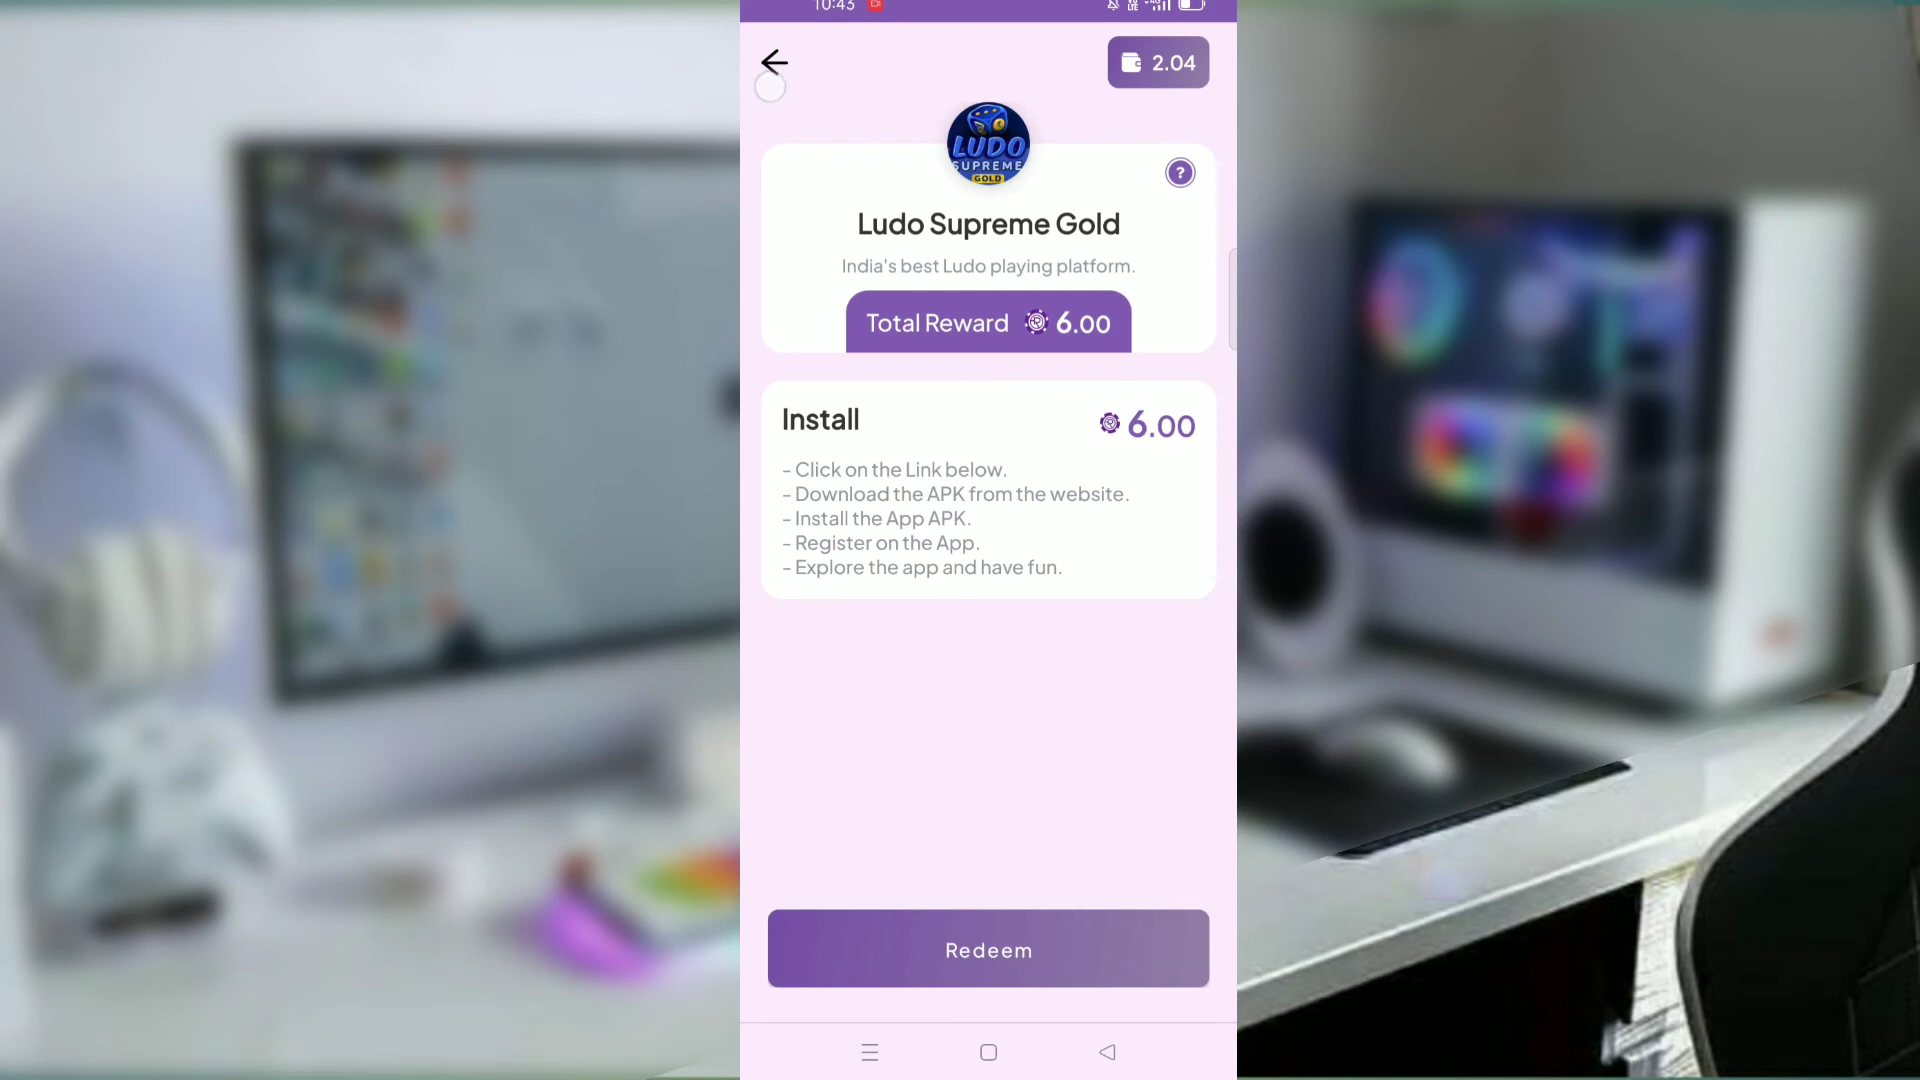 10:43
2.04
LUDO
SUPREME
GOLD
?
Ludo Supreme Gold
India's best Ludo playing platform.
Total Reward 6.00
Install 6.00
- Click on the Link below.
- Download the APK from the website.
- Install the App APK.
- Register on the App.
- Explore the app and have fun.
Redeem